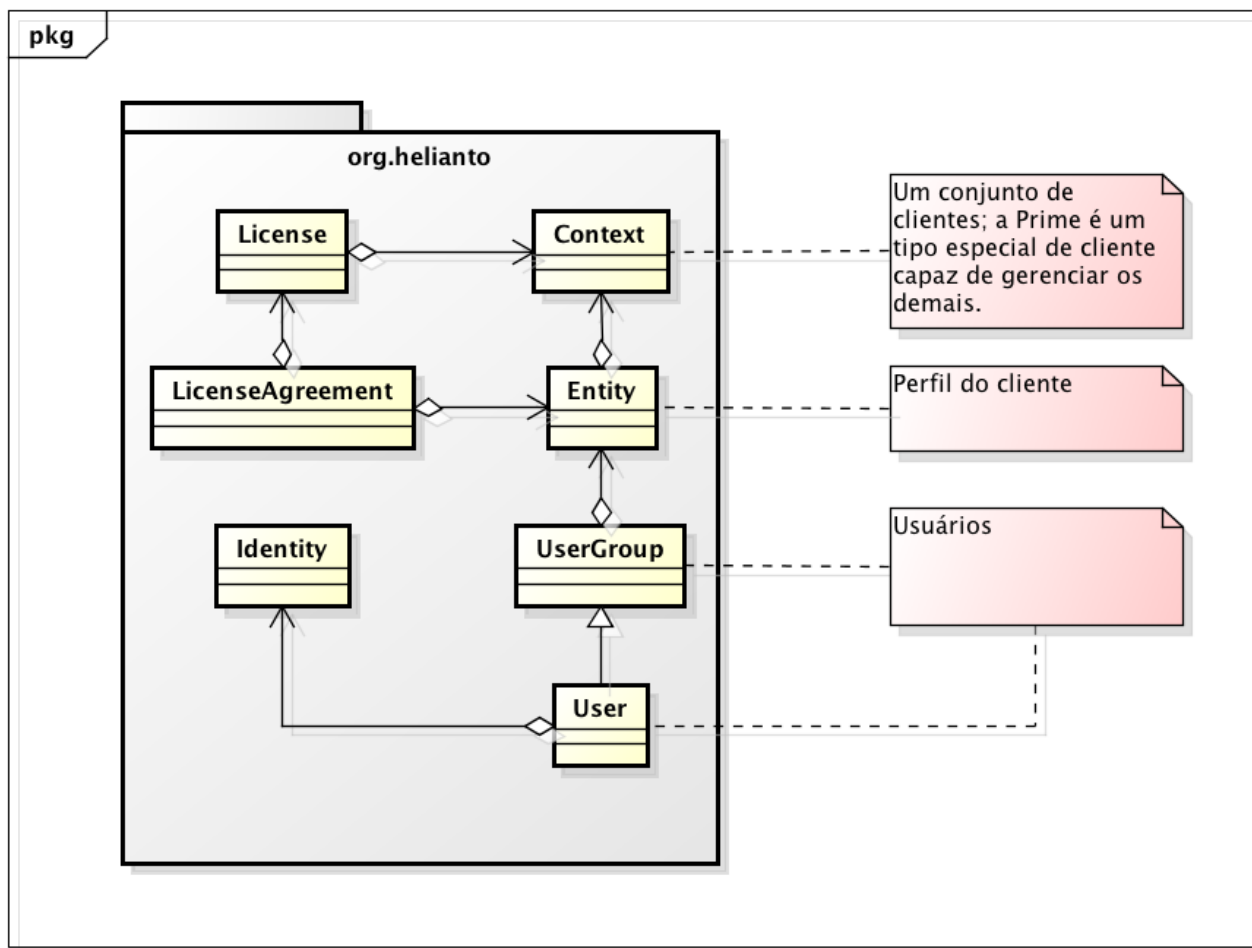 pkg
org.helianto
License
Context
Um conjunto de
clientes; a Prime é um
tipo especial de cliente
capaz de gerenciar os
demais.
LicenseAgreement
Entity
Perfil do cliente
Identity
UserGroup
Usuários
User